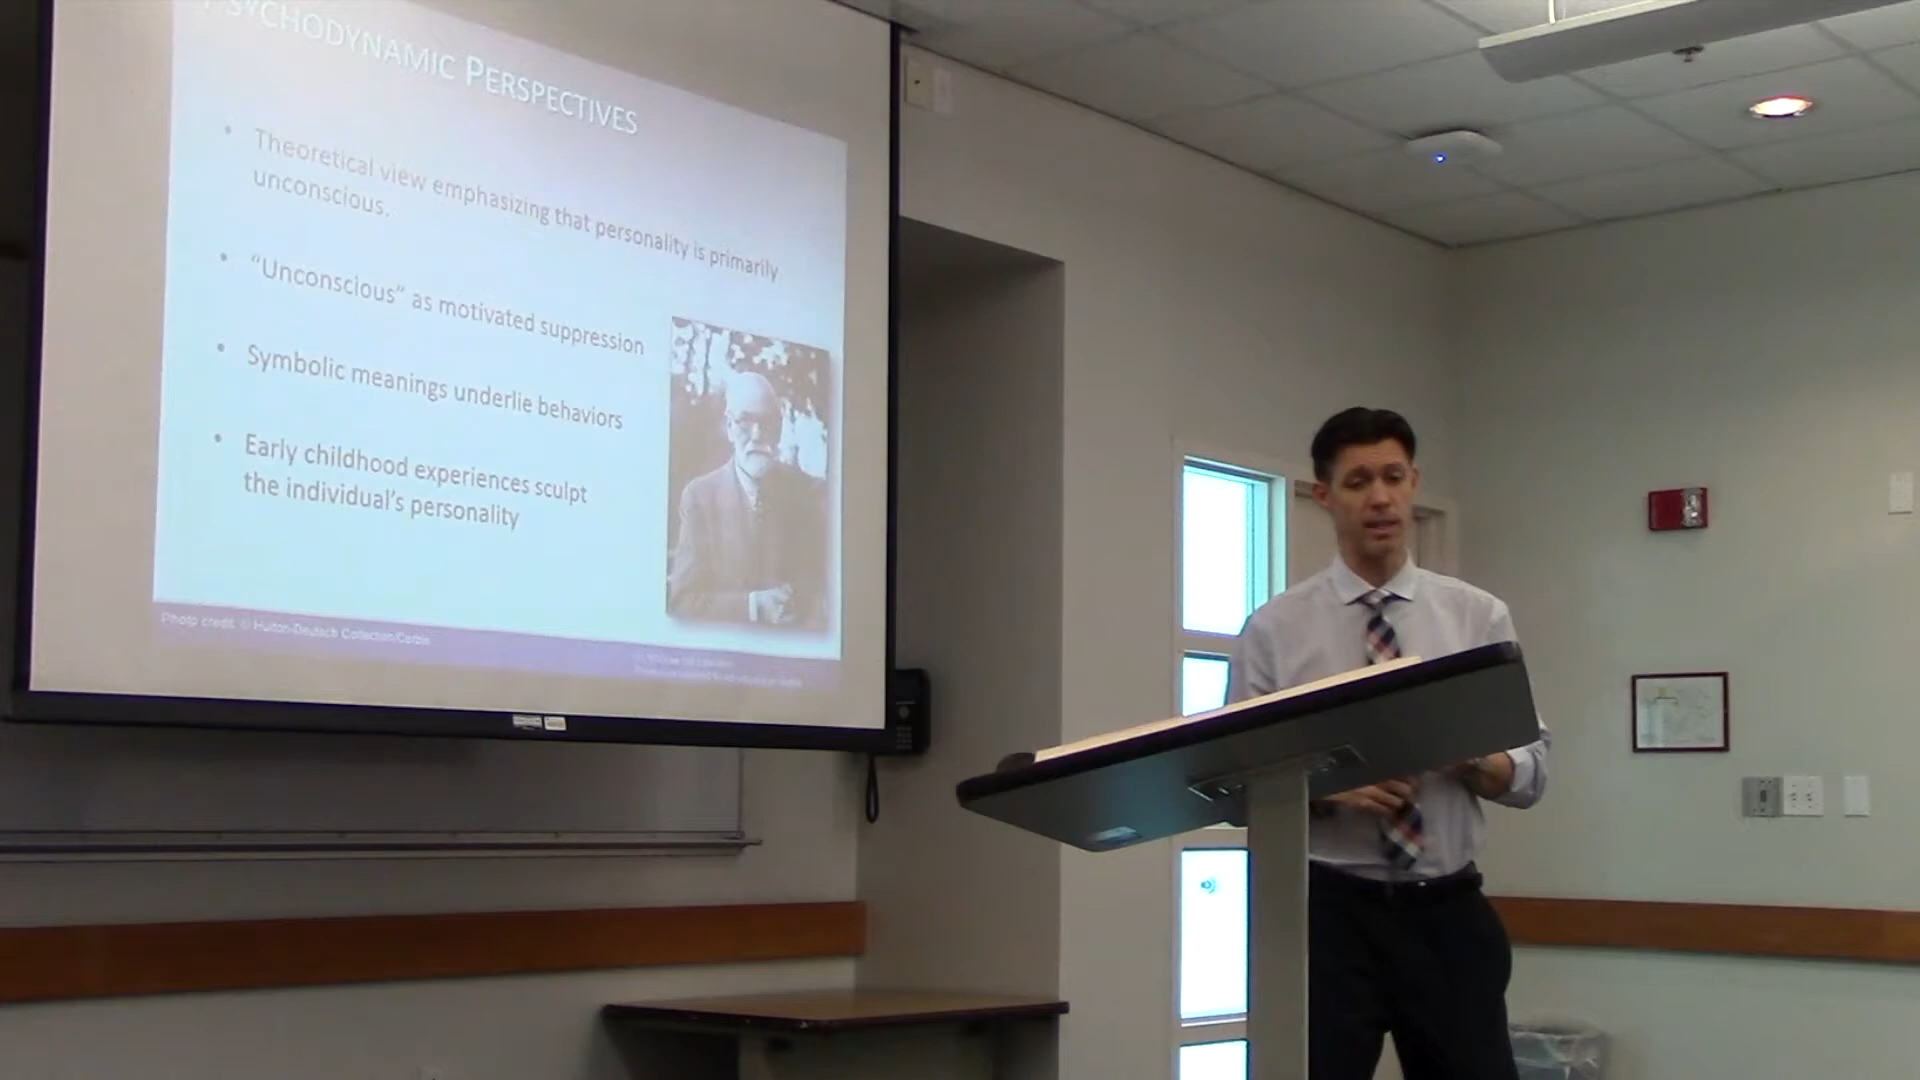 PSYCHODYNAMIC PERSPECTIVES
• Theoretical view emphasizing that personality is primarily
unconscious.
• “Unconscious” as motivated suppression
• Symbolic meanings underlie behaviors
• Early childhood experiences sculpt
the individual’s personality
Photo credit: © Hulton-Deutsch Collection/Corbis